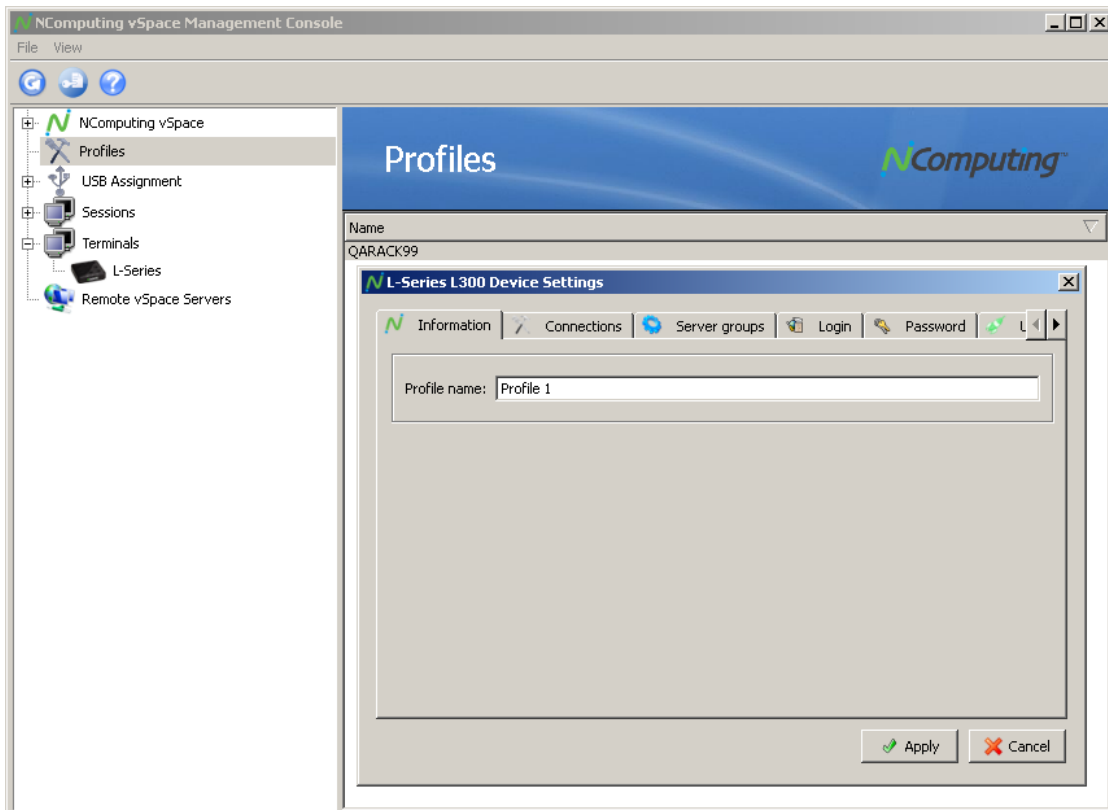 NComputing vSpace Management Console
File View
NComputing vSpace
Profiles
USB Assignment
Sessions
Terminals
L-Series
Remote vSpace Servers
Profiles
NComputing
Name
QARACK99
L-Series L300 Device Settings
Information Connections Server groups Login Password
Profile name: Profile 1
Apply Cancel